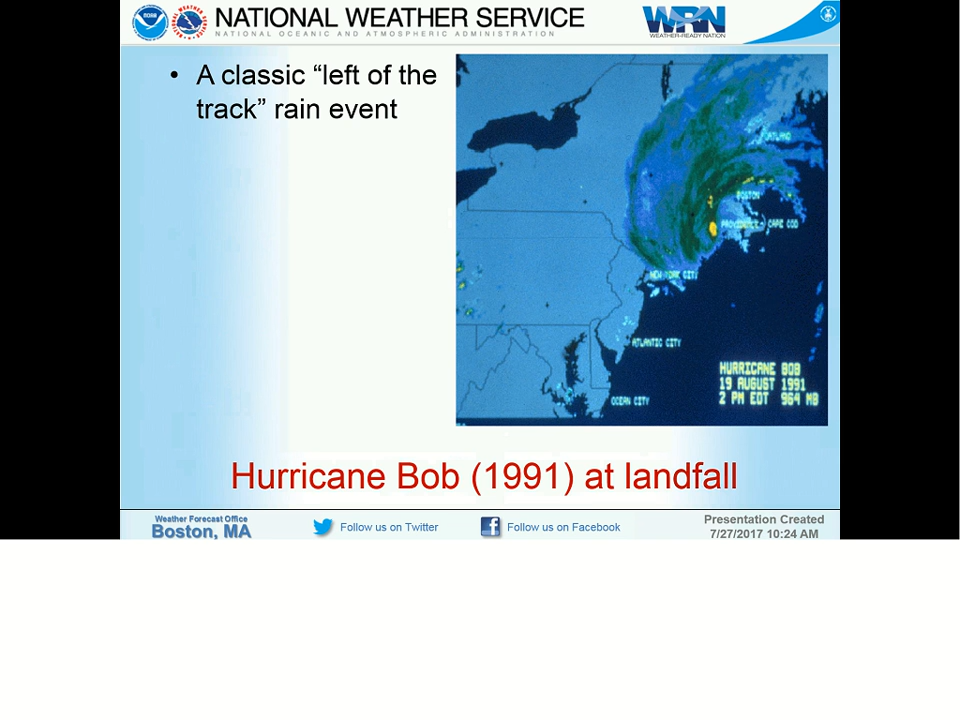 NATIONAL WEATHER SERVICE
NATIONAL OCEANIC AND ATMOSPHERIC ADMINISTRATION
WRN
WEATHER-READY NATION
• A classic “left of the
track” rain event
PORTLAND
BOSTON
PROVIDENCE CAPE COD
NEW YORK CITY
ATLANTIC CITY
OCEAN CITY
HURRICANE BOB
19 AUGUST 1991
2 PM EDT 964 MB
Hurricane Bob (1991) at landfall
Weather Forecast Office
Boston, MA
Follow us on Twitter
Follow us on Facebook
Presentation Created
7/27/2017 10:24 AM